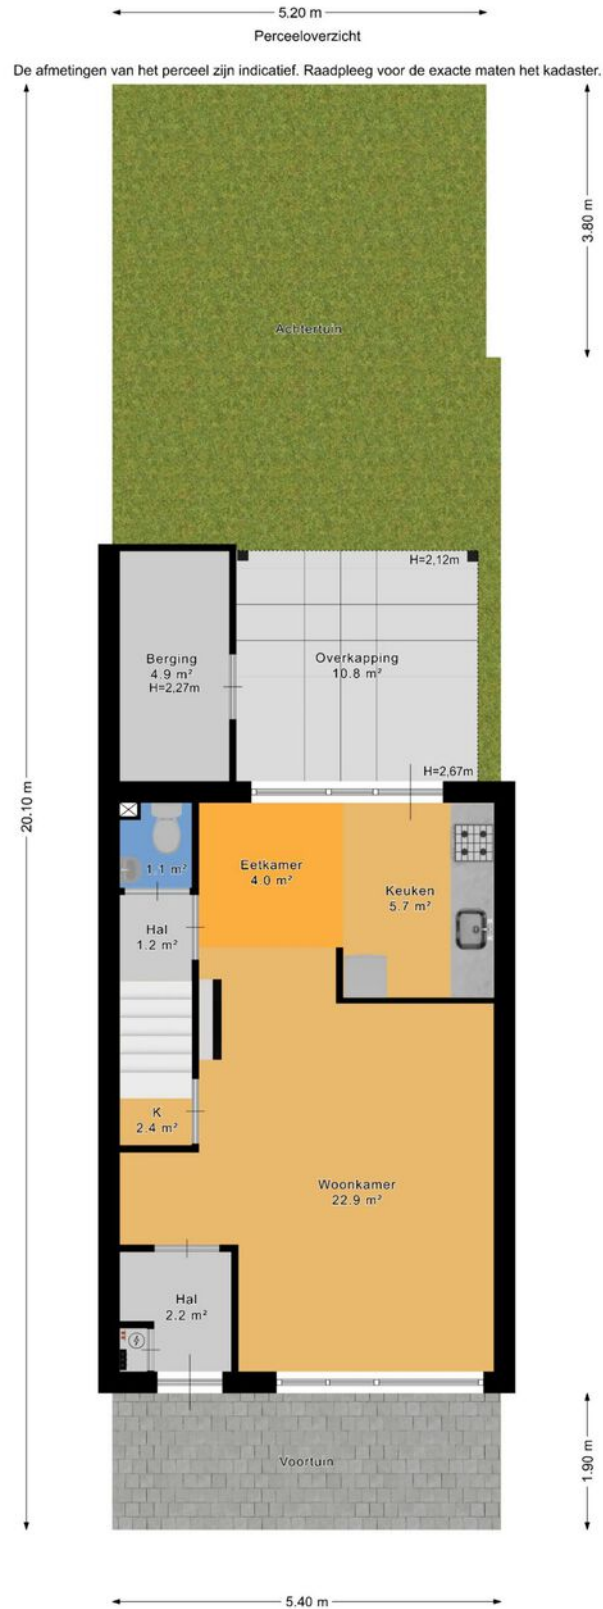 5.20 m
Perceeloverzicht
De afmetingen van het perceel zijn indicatief. Raadpleeg voor de exacte maten het kadaster.
3.80 m
Achtertuin
H=2,12m
Berging
4.9 m²
H=2,27m
Overkapping
10.8 m²
H=2,67m
20.10 m
1.1 m²
Eetkamer
4.0 m²
Keuken
5.7 m²
Hal
1.2 m²
K
2.4 m²
Woonkamer
22.9 m²
Hal
2.2 m²
Voortuin
1.90 m
5.40 m